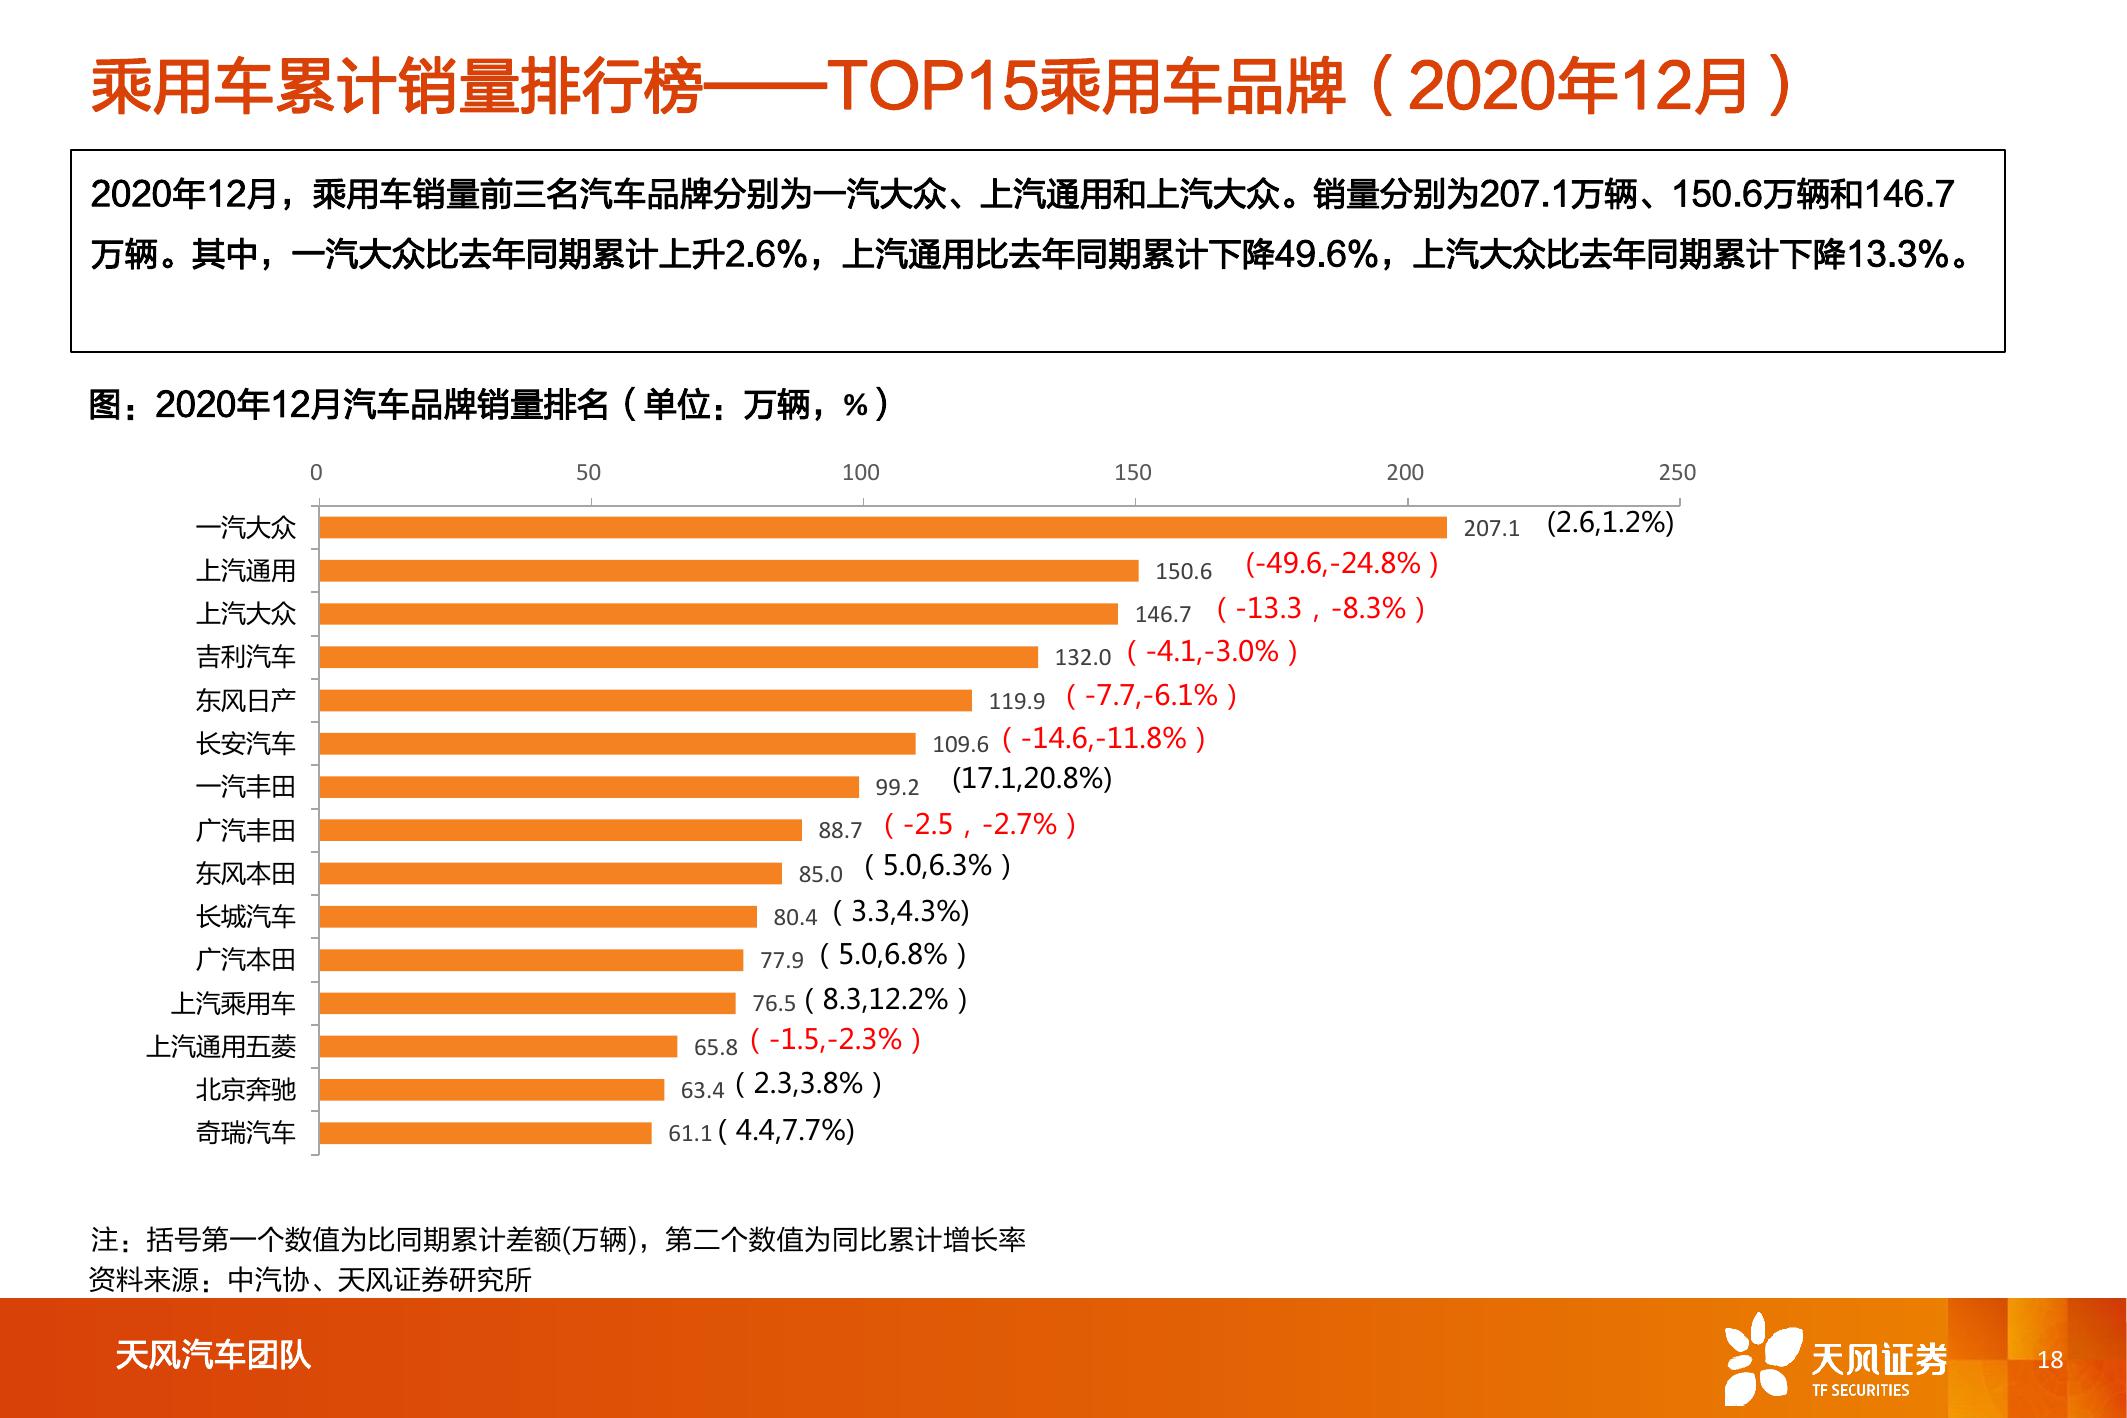 乘用车累计销量排行榜——TOP15乘用车品牌（2020年12月）
2020年12月，乘用车销量前三名汽车品牌分别为一汽大众、上汽通用和上汽大众。销量分别为207.1万辆、150.6万辆和146.7
万辆。其中，一汽大众比去年同期累计上升2.6%，上汽通用比去年同期累计下降49.6%，上汽大众比去年同期累计下降13.3%。
图：2020年12月汽车品牌销量排名（单位：万辆，%）
0 50 100 150 200 250
一汽大众 207.1 (2.6,1.2%)
上汽通用 150.6 (-49.6,-24.8%）
上汽大众 146.7 （-13.3，-8.3%）
吉利汽车 132.0 （-4.1,-3.0%）
东风日产 119.9 （-7.7,-6.1%）
长安汽车 109.6 （-14.6,-11.8%）
一汽丰田 99.2 (17.1,20.8%)
广汽丰田 88.7 （-2.5，-2.7%）
东风本田 85.0 （5.0,6.3%）
长城汽车 80.4 （3.3,4.3%)
广汽本田 77.9 （5.0,6.8%）
上汽乘用车 76.5 （8.3,12.2%）
上汽通用五菱 65.8 （-1.5,-2.3%）
北京奔驰 63.4 （2.3,3.8%）
奇瑞汽车 61.1 （4.4,7.7%)
注：括号第一个数值为比同期累计差额(万辆)，第二个数值为同比累计增长率
资料来源：中汽协、天风证券研究所
天风汽车团队
天风证券
TF SECURITIES
18